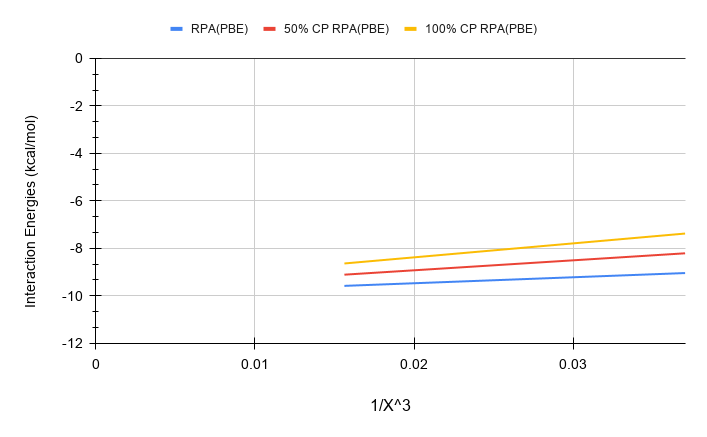 RPA(PBE) 50% CP RPA(PBE) 100% CP RPA(PBE)
Interaction Energies (kcal/mol)
0
-2
-4
-6
-8
-10
-12
0 0.01 0.02 0.03
1/X^3